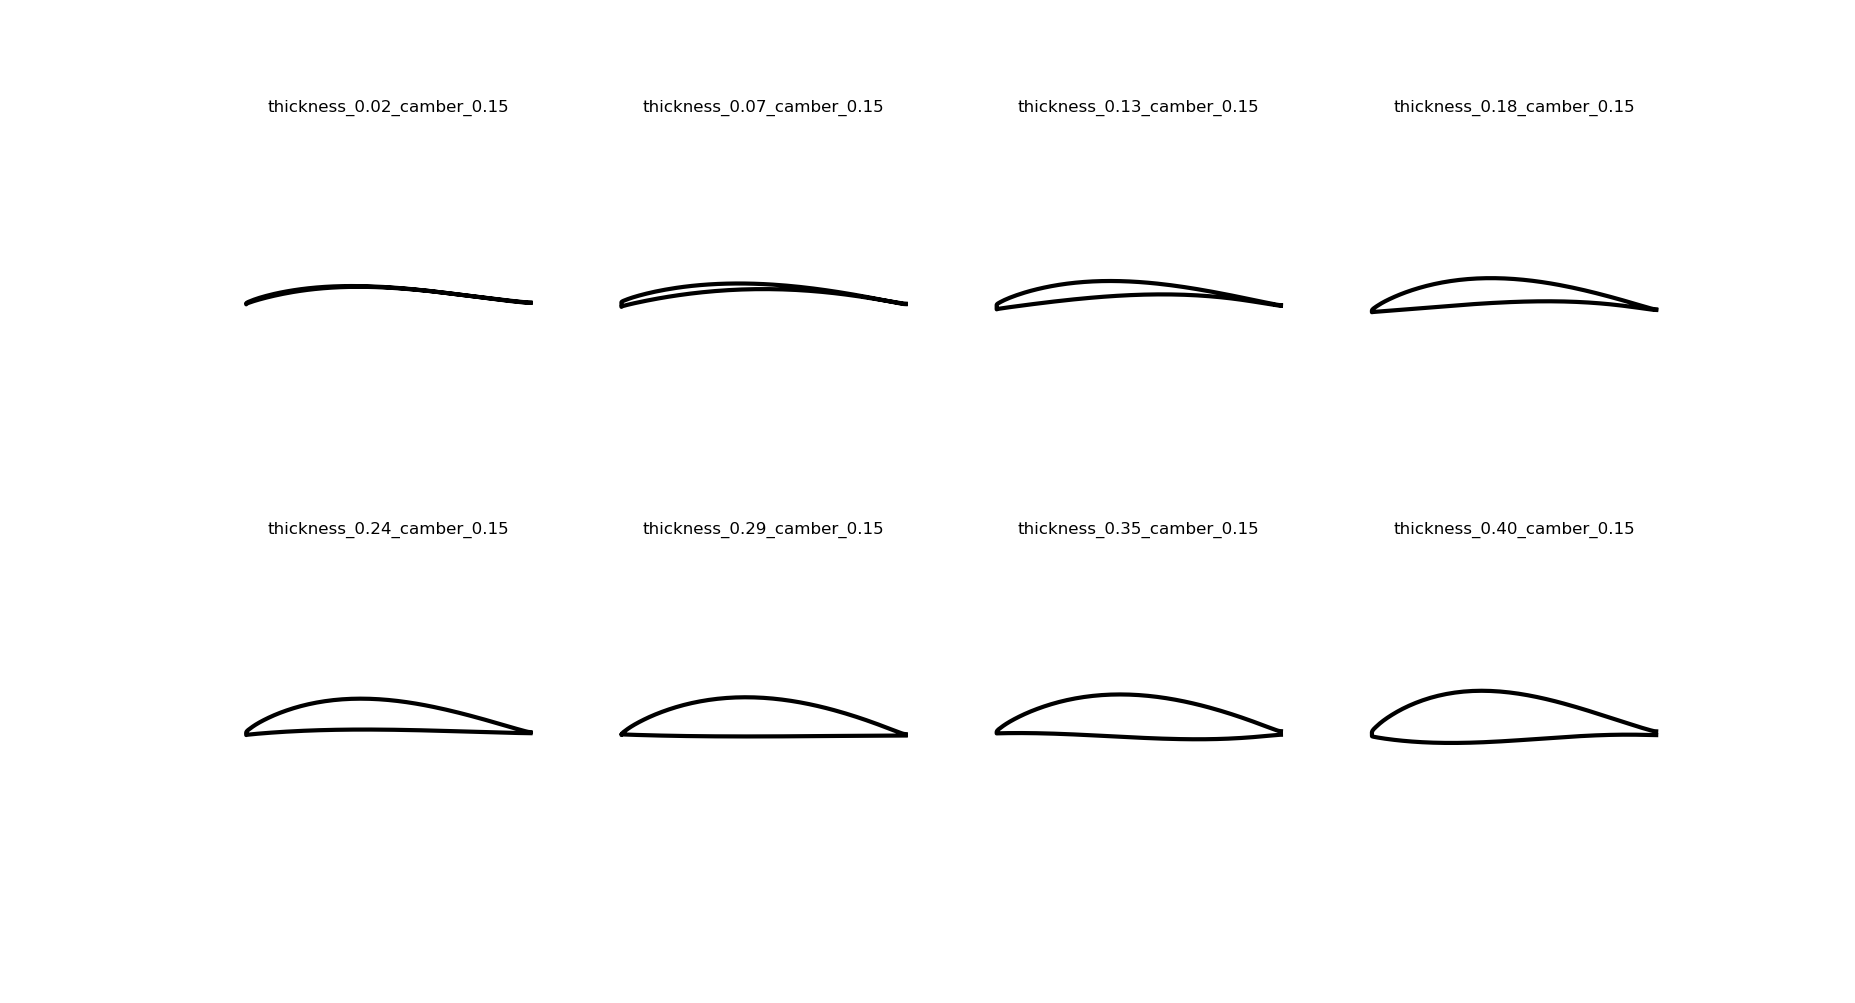 thickness_0.02_camber_0.15
thickness_0.07_camber_0.15
thickness_0.13_camber_0.15
thickness_0.18_camber_0.15
thickness_0.24_camber_0.15
thickness_0.29_camber_0.15
thickness_0.35_camber_0.15
thickness_0.40_camber_0.15